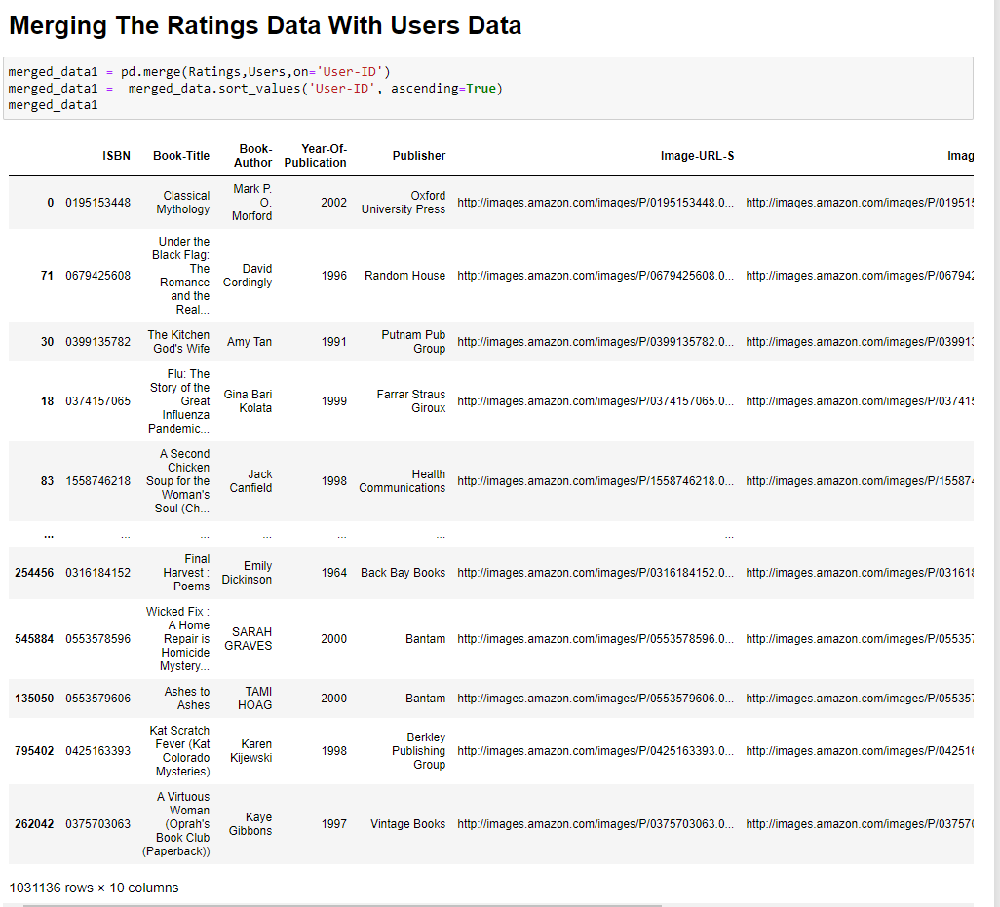 Merging The Ratings Data With Users Data
merged_data1 = pd.merge(Ratings,Users,on='User-ID')
merged_data1 =  merged_data.sort_values('User-ID', ascending=True)
merged_data1
ISBN Book-Title Book-Author Year-Of-Publication Publisher Image-URL-S Imag
0 0195153448 Classical Mythology Mark P. O. Morford 2002 Oxford University Press http://images.amazon.com/images/P/0195153448.0... http://images.amazon.com/images/P/01951
71 0679425608 Under the Black Flag: The Romance and the Real... David Cordingly 1996 Random House http://images.amazon.com/images/P/0679425608.0... http://images.amazon.com/images/P/06794
30 0399135782 The Kitchen God's Wife Amy Tan 1991 Putnam Pub Group http://images.amazon.com/images/P/0399135782.0... http://images.amazon.com/images/P/03991
18 0374157065 Flu: The Story of the Great Influenza Pandemic... Gina Bari Kolata 1999 Farrar Straus Giroux http://images.amazon.com/images/P/0374157065.0... http://images.amazon.com/images/P/03741
83 1558746218 A Second Chicken Soup for the Woman's Soul (Ch... Jack Canfield 1998 Health Communications http://images.amazon.com/images/P/1558746218.0... http://images.amazon.com/images/P/15587
... ... ... ... ... ... ...
254456 0316184152 Final Harvest : Poems Emily Dickinson 1964 Back Bay Books http://images.amazon.com/images/P/0316184152.0... http://images.amazon.com/images/P/03161
545884 0553578596 Wicked Fix : A Home Repair is Homicide Mystery... SARAH GRAVES 2000 Bantam http://images.amazon.com/images/P/0553578596.0... http://images.amazon.com/images/P/05535
135050 0553579606 Ashes to Ashes TAMI HOAG 2000 Bantam http://images.amazon.com/images/P/0553579606.0... http://images.amazon.com/images/P/05535
795402 0425163393 Kat Scratch Fever (Kat Colorado Mysteries) Karen Kijewski 1998 Berkley Publishing Group http://images.amazon.com/images/P/0425163393.0... http://images.amazon.com/images/P/04251
262042 0375703063 A Virtuous Woman (Oprah's Book Club (Paperback)) Kaye Gibbons 1997 Vintage Books http://images.amazon.com/images/P/0375703063.0... http://images.amazon.com/images/P/03757
1031136 rows × 10 columns